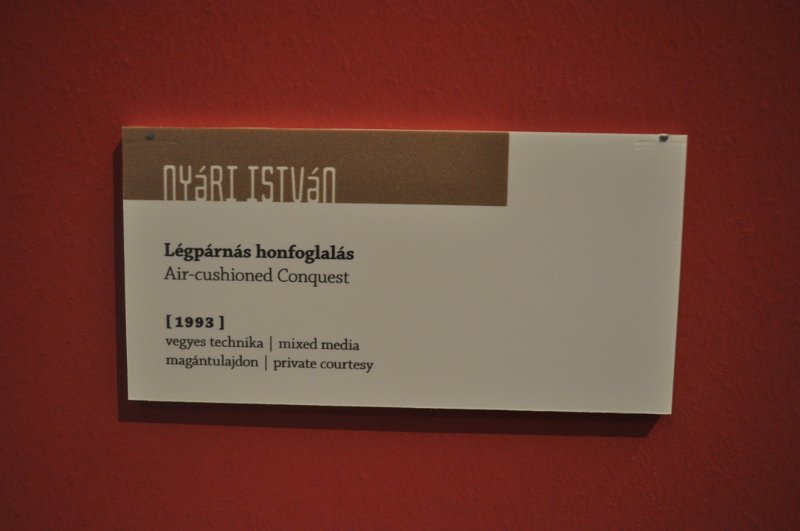 NYáRI ISTVáN
Légpárnás honfoglalás
Air-cushioned Conquest
[ 1993 ]
vegyes technika | mixed media
magántulajdon | private courtesy